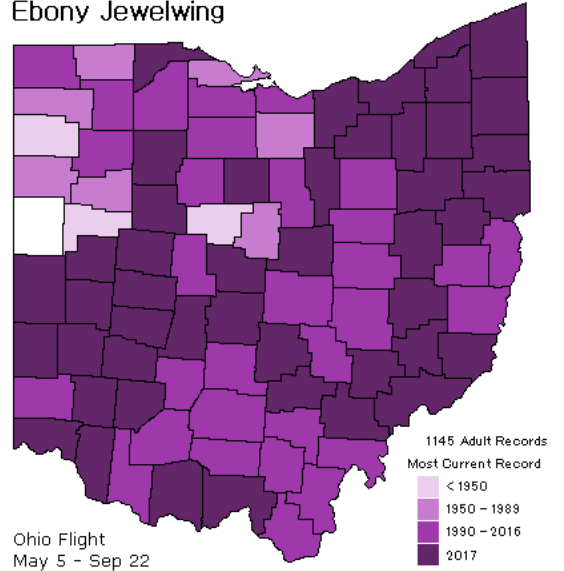 Ebony Jewelwing
1145 Adult Records
Most Current Record
< 1950
1950 - 1989
1990 - 2016
2017
Ohio Flight
May 5 - Sep 22